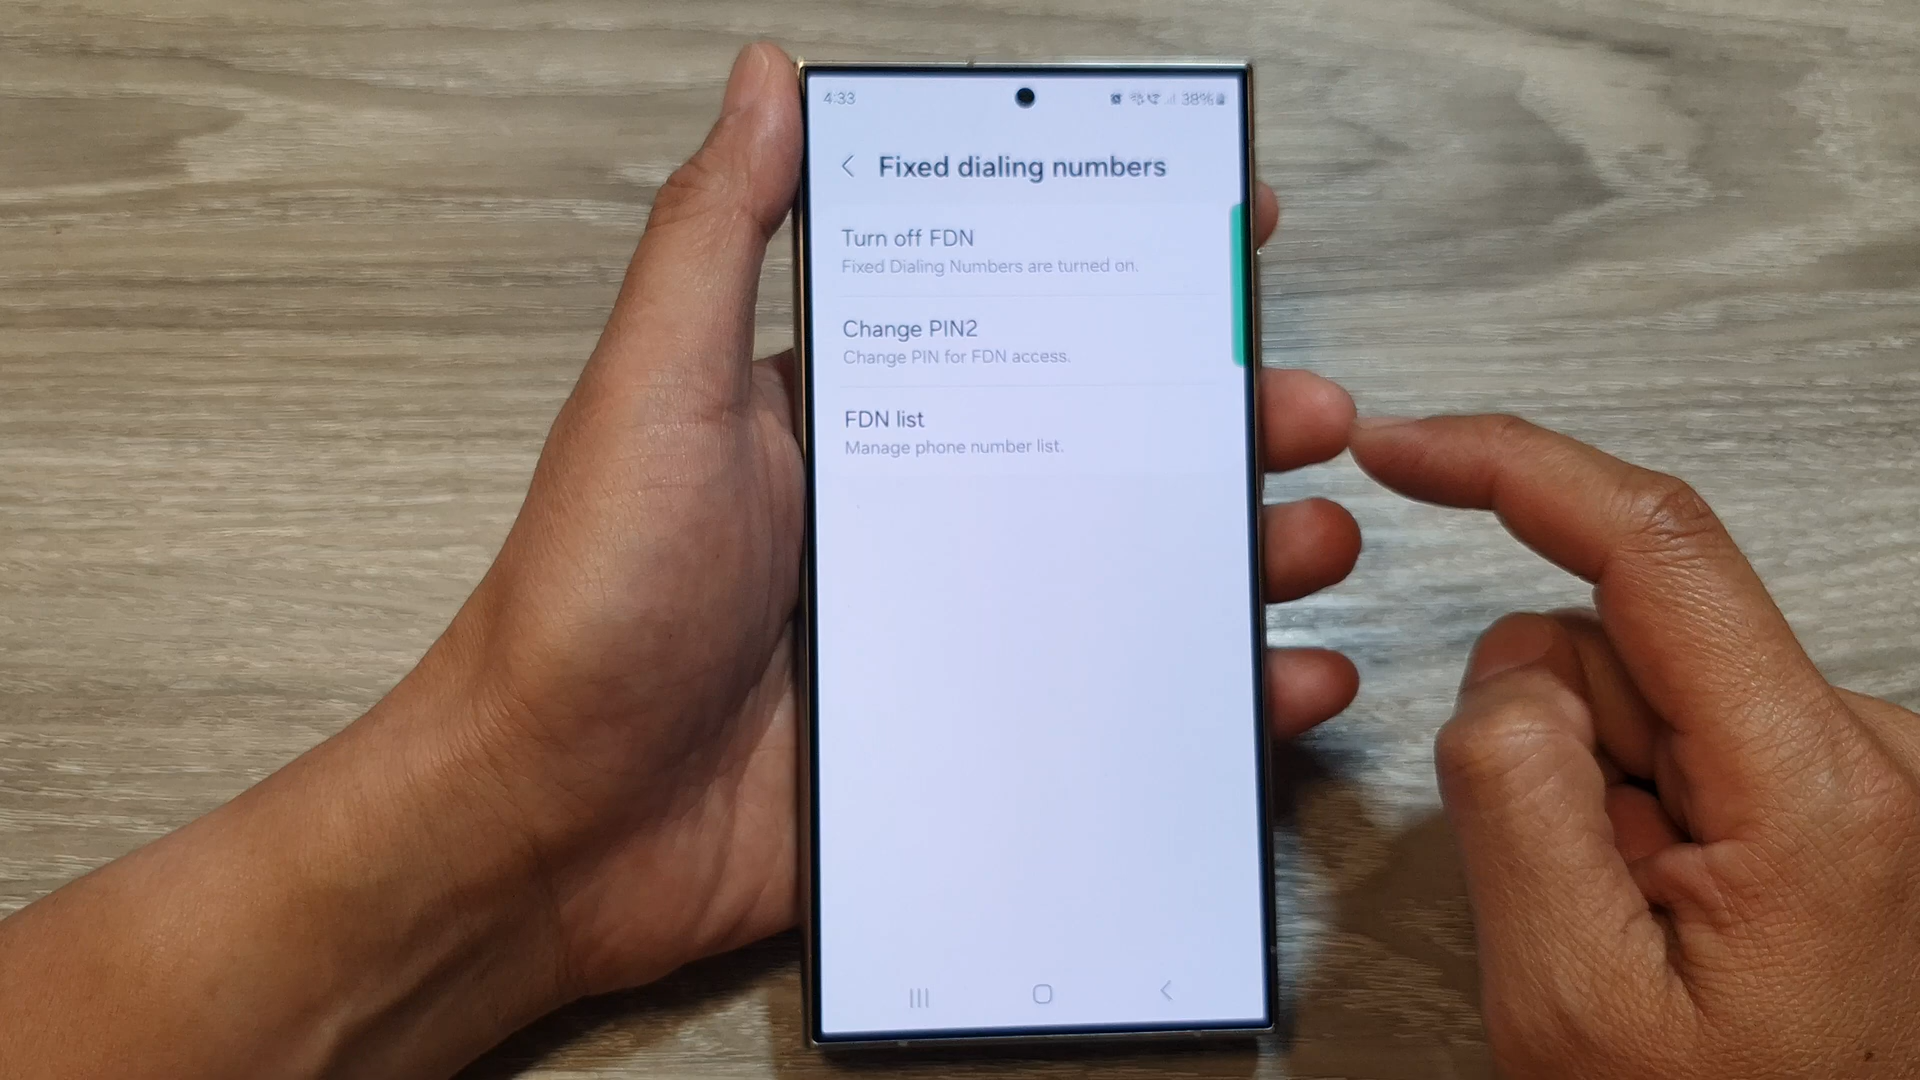 4:33
38%
Fixed dialing numbers
Turn off FDN
Fixed Dialing Numbers are turned on.
Change PIN2
Change PIN for FDN access.
FDN list
Manage phone number list.